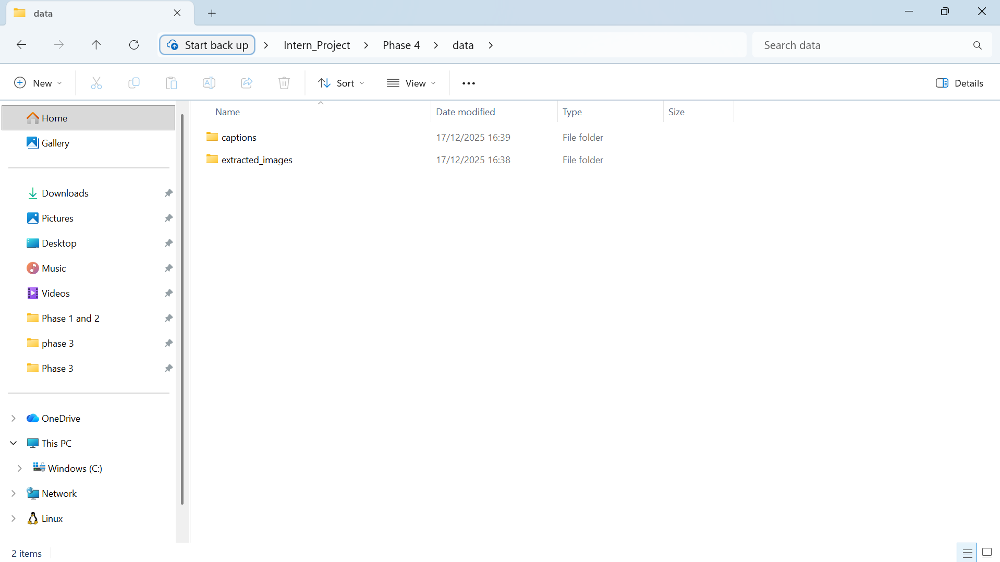 data
Start back up Intern_Project Phase 4 data
Search data
New Sort View Details
Name Date modified Type Size
captions 17/12/2025 16:39 File folder
extracted_images 17/12/2025 16:38 File folder
Home
Gallery
Downloads
Pictures
Desktop
Music
Videos
Phase 1 and 2
phase 3
Phase 3
OneDrive
This PC
Windows (C:)
Network
Linux
2 items